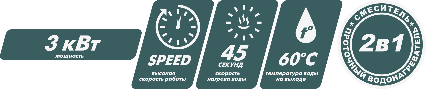 3 кВт
мощность
SPEED
высокая
скорость работы
45
СЕКУНД
скорость
нагрева воды
t°
60°C
температура воды
на выходе
СМЕСИТЕЛЬ
2в1
ПРОТОЧНЫЙ ВОДОНАГРЕВАТЕЛЬ